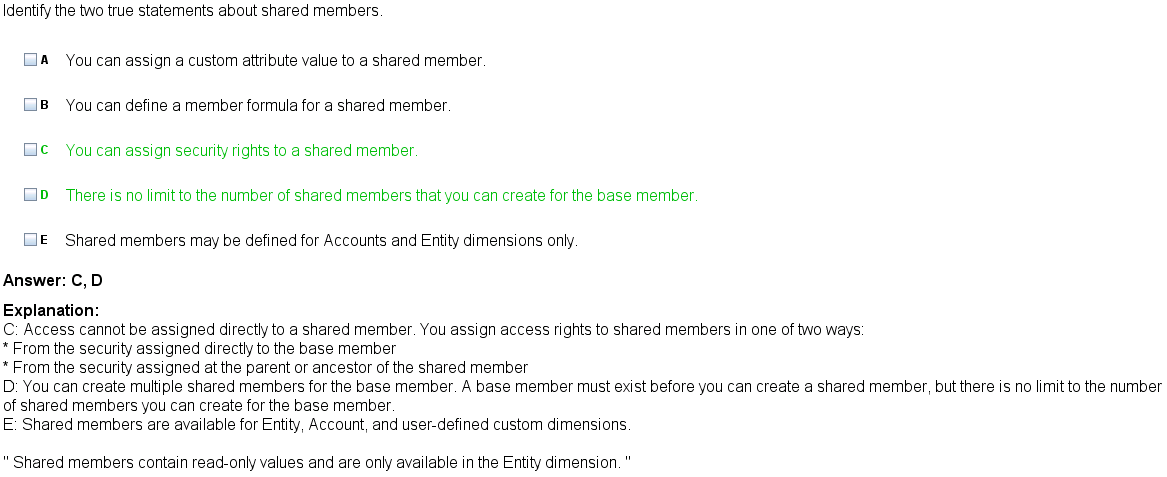 Identify the two true statements about shared members.
A You can assign a custom attribute value to a shared member.
B You can define a member formula for a shared member.
C You can assign security rights to a shared member.
D There is no limit to the number of shared members that you can create for the base member.
E Shared members may be defined for Accounts and Entity dimensions only.
Answer: C, D
Explanation:
C: Access cannot be assigned directly to a shared member. You assign access rights to shared members in one of two ways:
* From the security assigned directly to the base member
* From the security assigned at the parent or ancestor of the shared member
D: You can create multiple shared members for the base member. A base member must exist before you can create a shared member, but there is no limit to the number
of shared members you can create for the base member.
E: Shared members are available for Entity, Account, and user-defined custom dimensions.
" Shared members contain read-only values and are only available in the Entity dimension. "